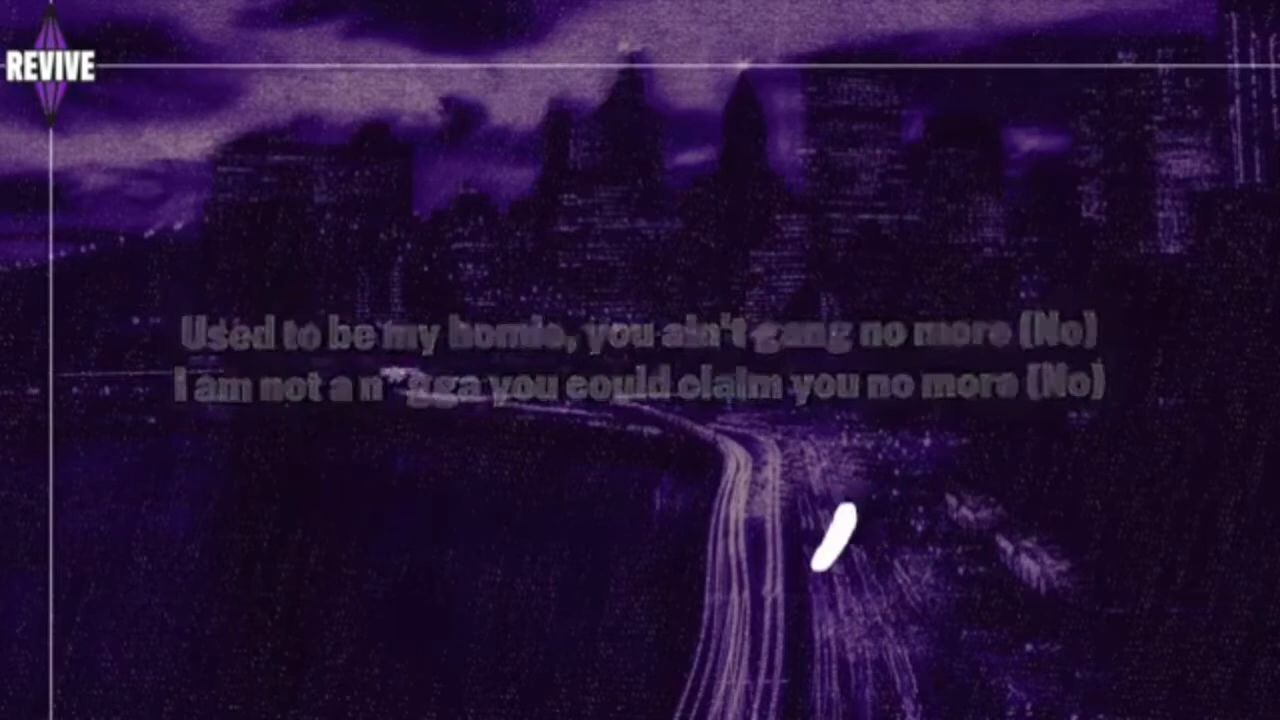 REVIVE
Used to be my homie, you ain't gang no more (No)
I am not a n* gga you could claim you no more (No)